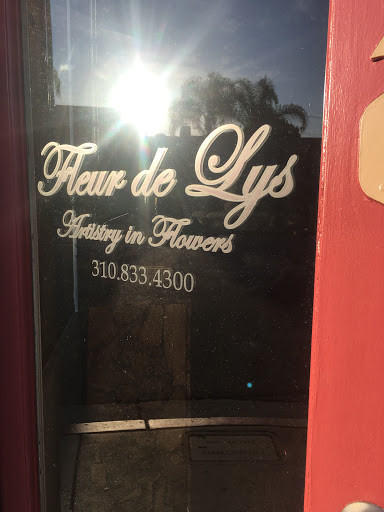 Fleur de Lys
Artistry in Flowers
310.833.4300